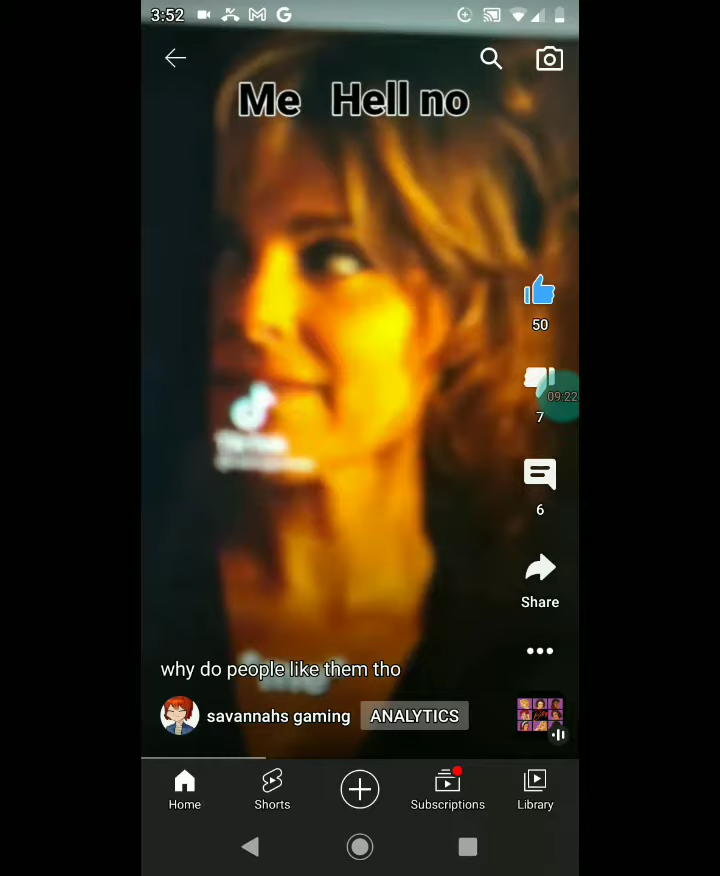 3:52
Me Hell no
50
09:22
7
6
Share
why do people like them tho
savannahs gaming ANALYTICS
Home Shorts Subscriptions Library